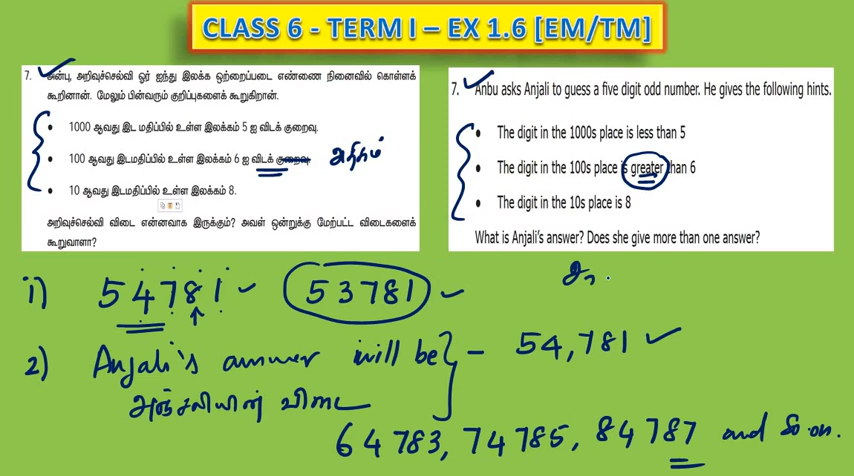 CLASS 6 - TERM I – EX 1.6 [EM/TM]
7. அன்பு, அறிவுச்செல்வி ஓர் ஐந்து இலக்க ஒற்றைப்படை எண்ணை நினைவில் கொள்ளக்
கூறினான். மேலும் பின்வரும் குறிப்புகளைக் கூறுகிறான்.
• 1000 ஆவது இட மதிப்பில் உள்ள இலக்கம் 5 ஐ விடக் குறைவு.
• 100 ஆவது இடமதிப்பில் உள்ள இலக்கம் 6 ஐ விடக் குறைவு. அதிகம்
• 10 ஆவது இடமதிப்பில் உள்ள இலக்கம் 8.
அறிவுச்செல்வி விடை என்னவாக இருக்கும்? அவள் ஒன்றுக்கு மேற்பட்ட விடைகளைக்
கூறுவாளா?
7. Anbu asks Anjali to guess a five digit odd number. He gives the following hints.
• The digit in the 1000s place is less than 5
• The digit in the 100s place is greater than 6
• The digit in the 10s place is 8
What is Anjali's answer? Does she give more than one answer?
i) 54781 53781
2) Anjali's answer will be } – 54,781
அஞ்சலியின் விடை
64783, 74785, 84787 and so on.